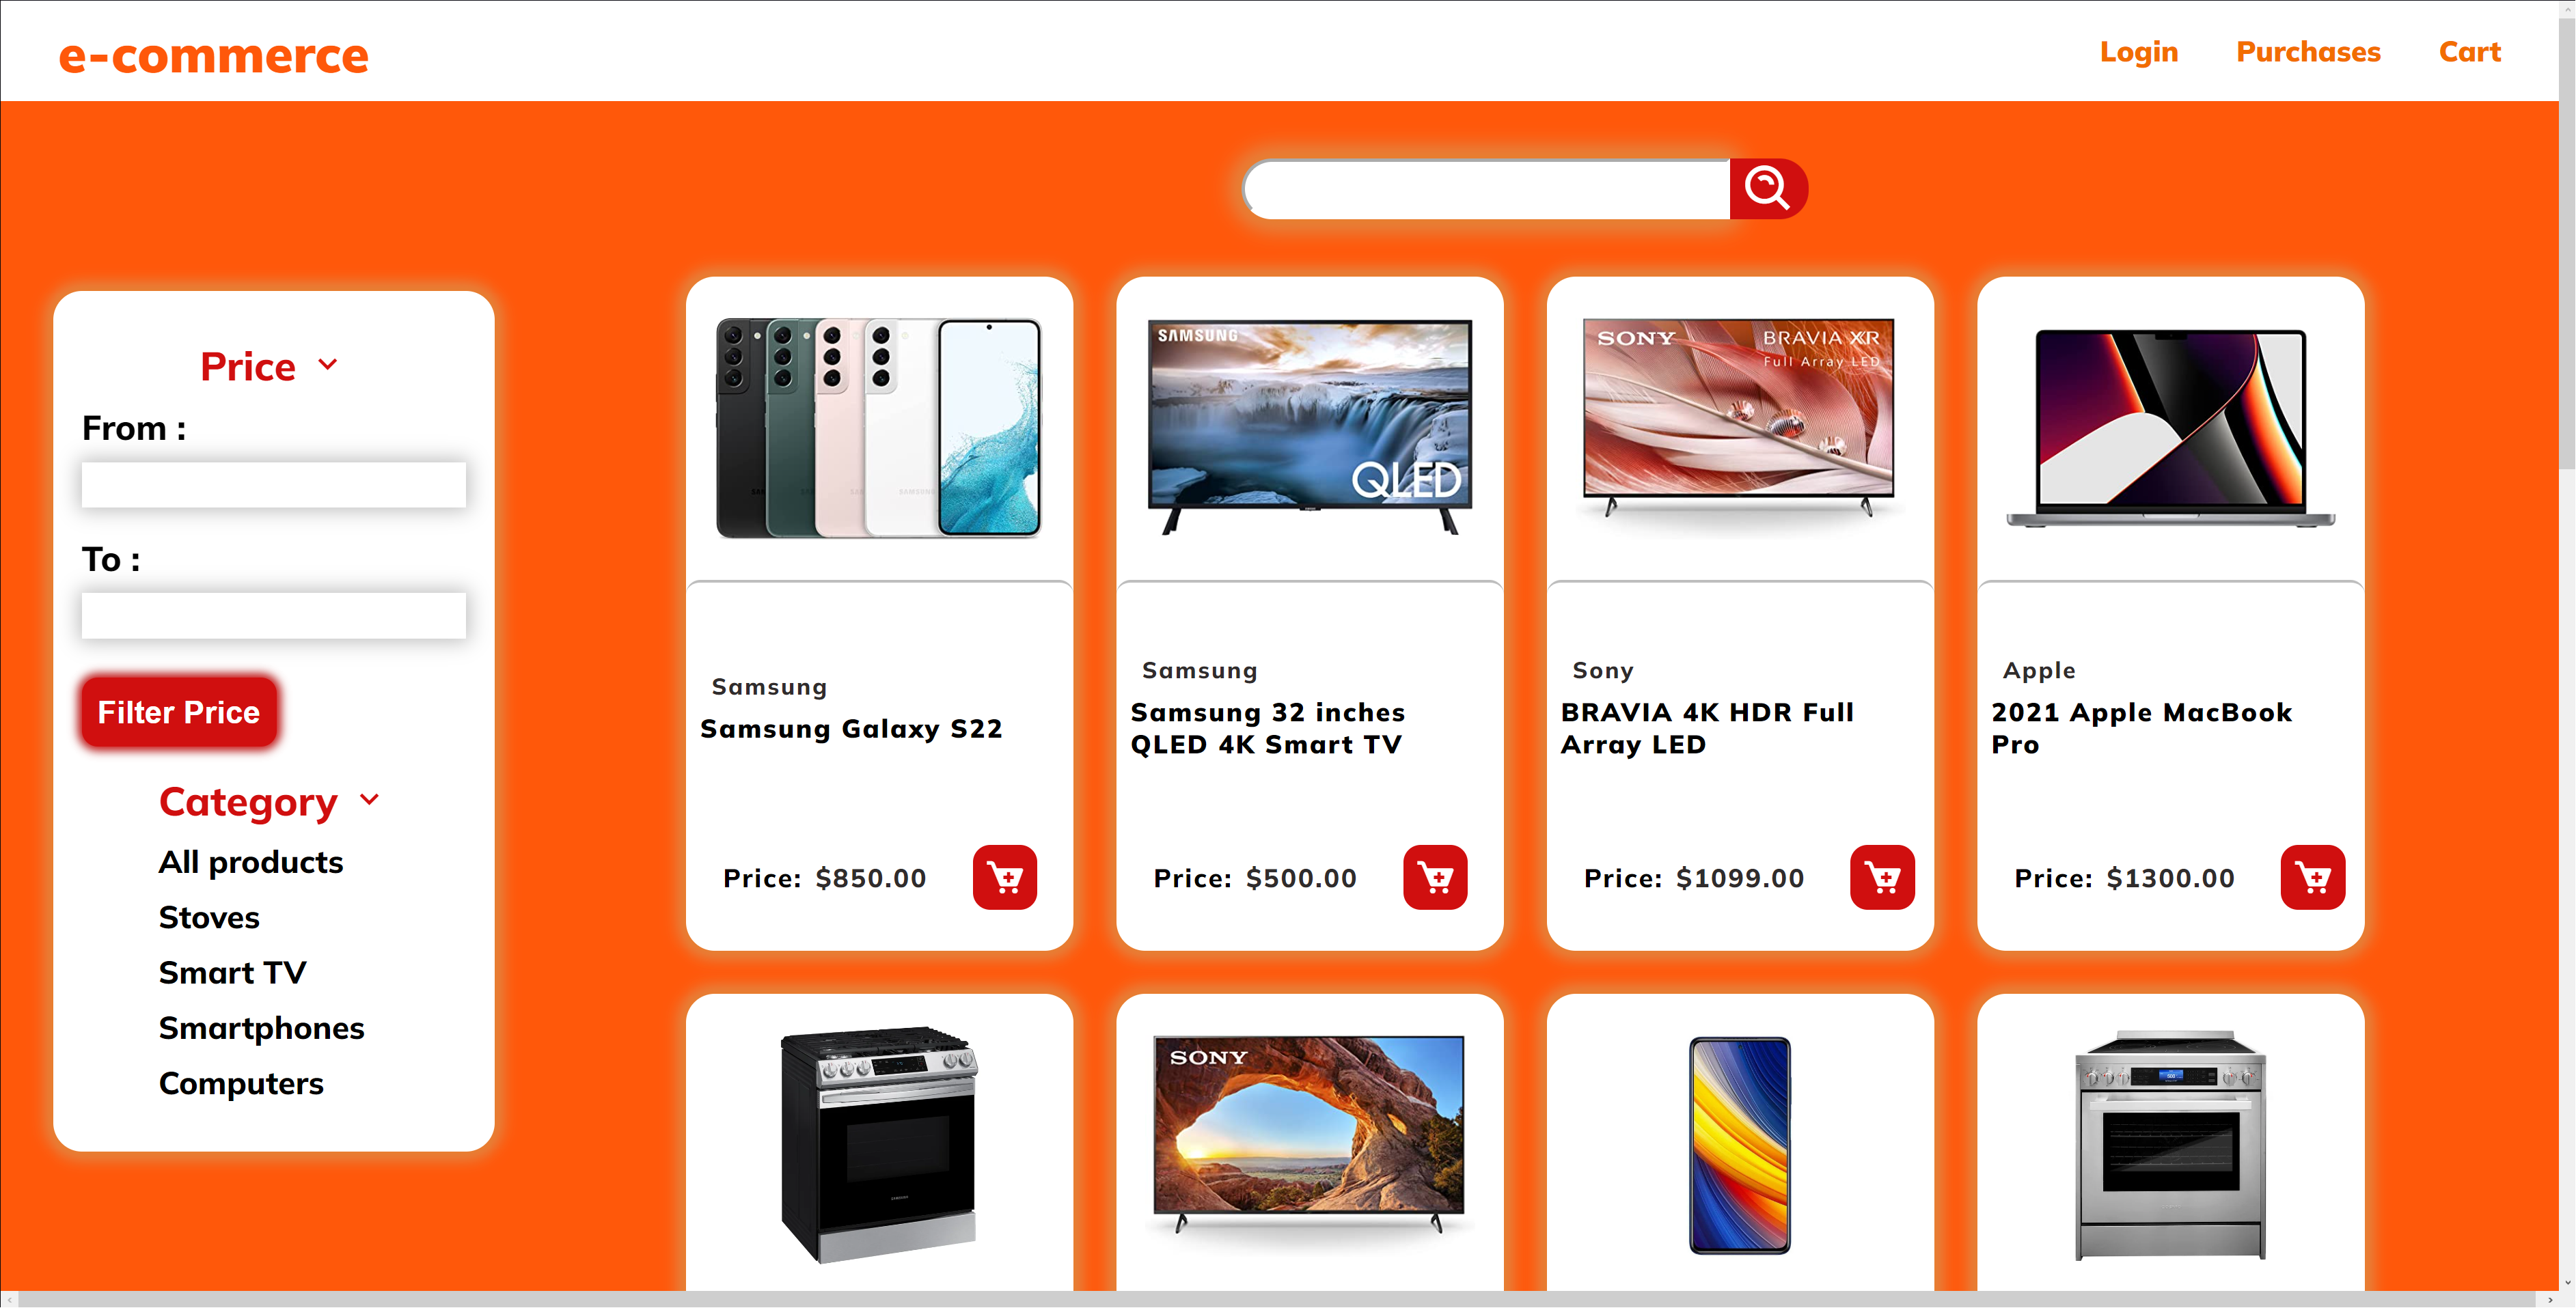 e-commerce
Login Purchases Cart
Price
From :
To :
Filter Price
Category
All products
Stoves
Smart TV
Smartphones
Computers
SAMSUNG
Samsung
Samsung Galaxy S22
Price: $850.00
SAMSUNG
QLED
Samsung
Samsung 32 inches
QLED 4K Smart TV
Price: $500.00
SONY BRAVIA XR
Full Array LED
Sony
BRAVIA 4K HDR Full
Array LED
Price: $1099.00
Apple
2021 Apple MacBook
Pro
Price: $1300.00
SAMSUNG
SONY